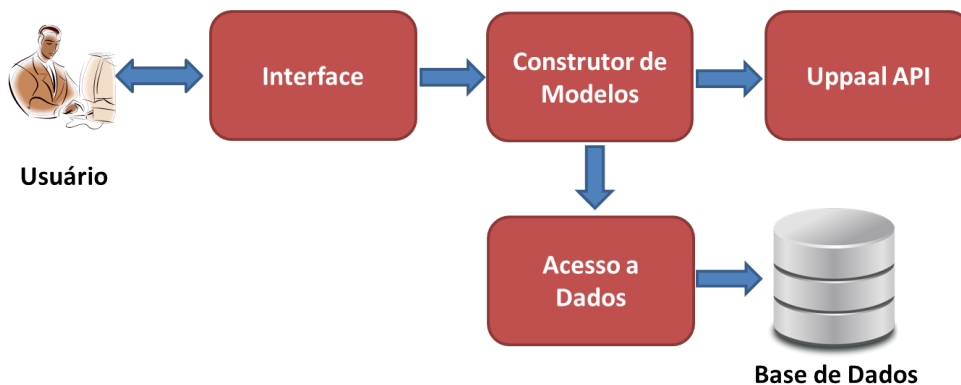 Usuário
Interface
Construtor de
Modelos
Uppaal API
Acesso a
Dados
Base de Dados